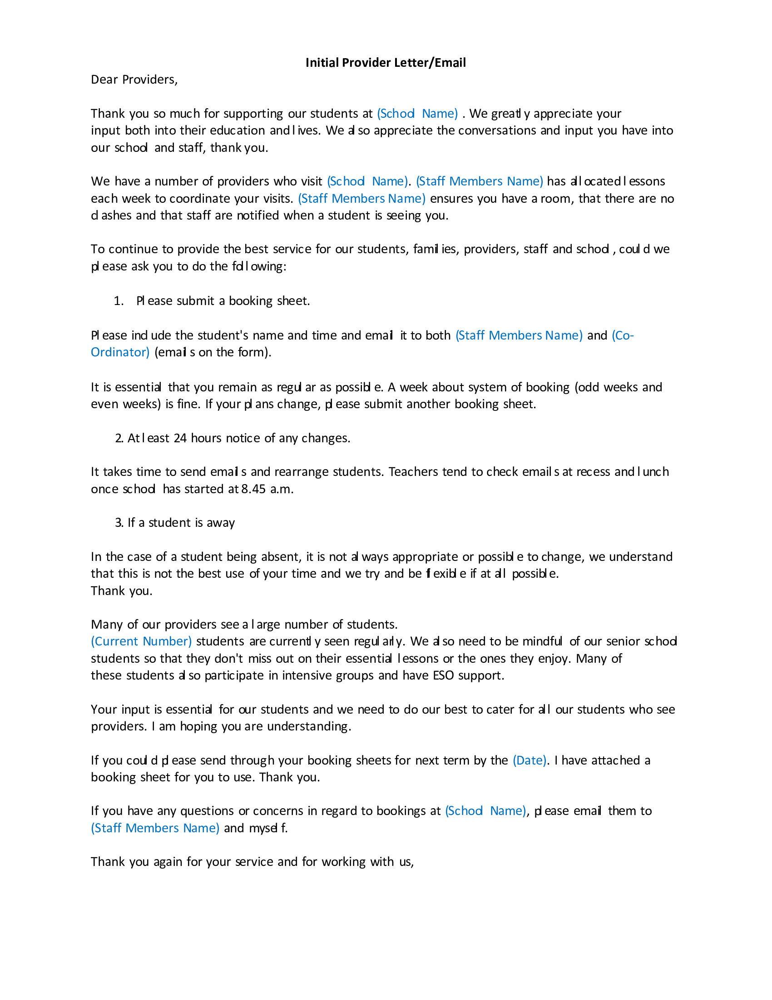 Initial Provider Letter/Email
Dear Providers,
Thank you so much for supporting our students at (School Name) . We greatly appreciate your
input both into their education and lives. We also appreciate the conversations and input you have into
our school and staff, thank you.
We have a number of providers who visit (School Name). (Staff Members Name) has allocated lessons
each week to coordinate your visits. (Staff Members Name) ensures you have a room, that there are no
clashes and that staff are notified when a student is seeing you.
To continue to provide the best service for our students, families, providers, staff and school, could we
please ask you to do the following:
1. Please submit a booking sheet.
Please include the student's name and time and email it to both (Staff Members Name) and (Co-
Ordinator) (emails on the form).
It is essential that you remain as regular as possible. A week about system of booking (odd weeks and
even weeks) is fine. If your plans change, please submit another booking sheet.
2. At least 24 hours notice of any changes.
It takes time to send emails and rearrange students. Teachers tend to check emails at recess and lunch
once school has started at 8.45 a.m.
3. If a student is away
In the case of a student being absent, it is not always appropriate or possible to change, we understand
that this is not the best use of your time and we try and be flexible if at all possible.
Thank you.
Many of our providers see a large number of students.
(Current Number) students are currently seen regularly. We also need to be mindful of our senior school
students so that they don't miss out on their essential lessons or the ones they enjoy. Many of
these students also participate in intensive groups and have ESO support.
Your input is essential for our students and we need to do our best to cater for all our students who see
providers. I am hoping you are understanding.
If you could please send through your booking sheets for next term by the (Date). I have attached a
booking sheet for you to use. Thank you.
If you have any questions or concerns in regard to bookings at (School Name), please email them to
(Staff Members Name) and myself.
Thank you again for your service and for working with us,